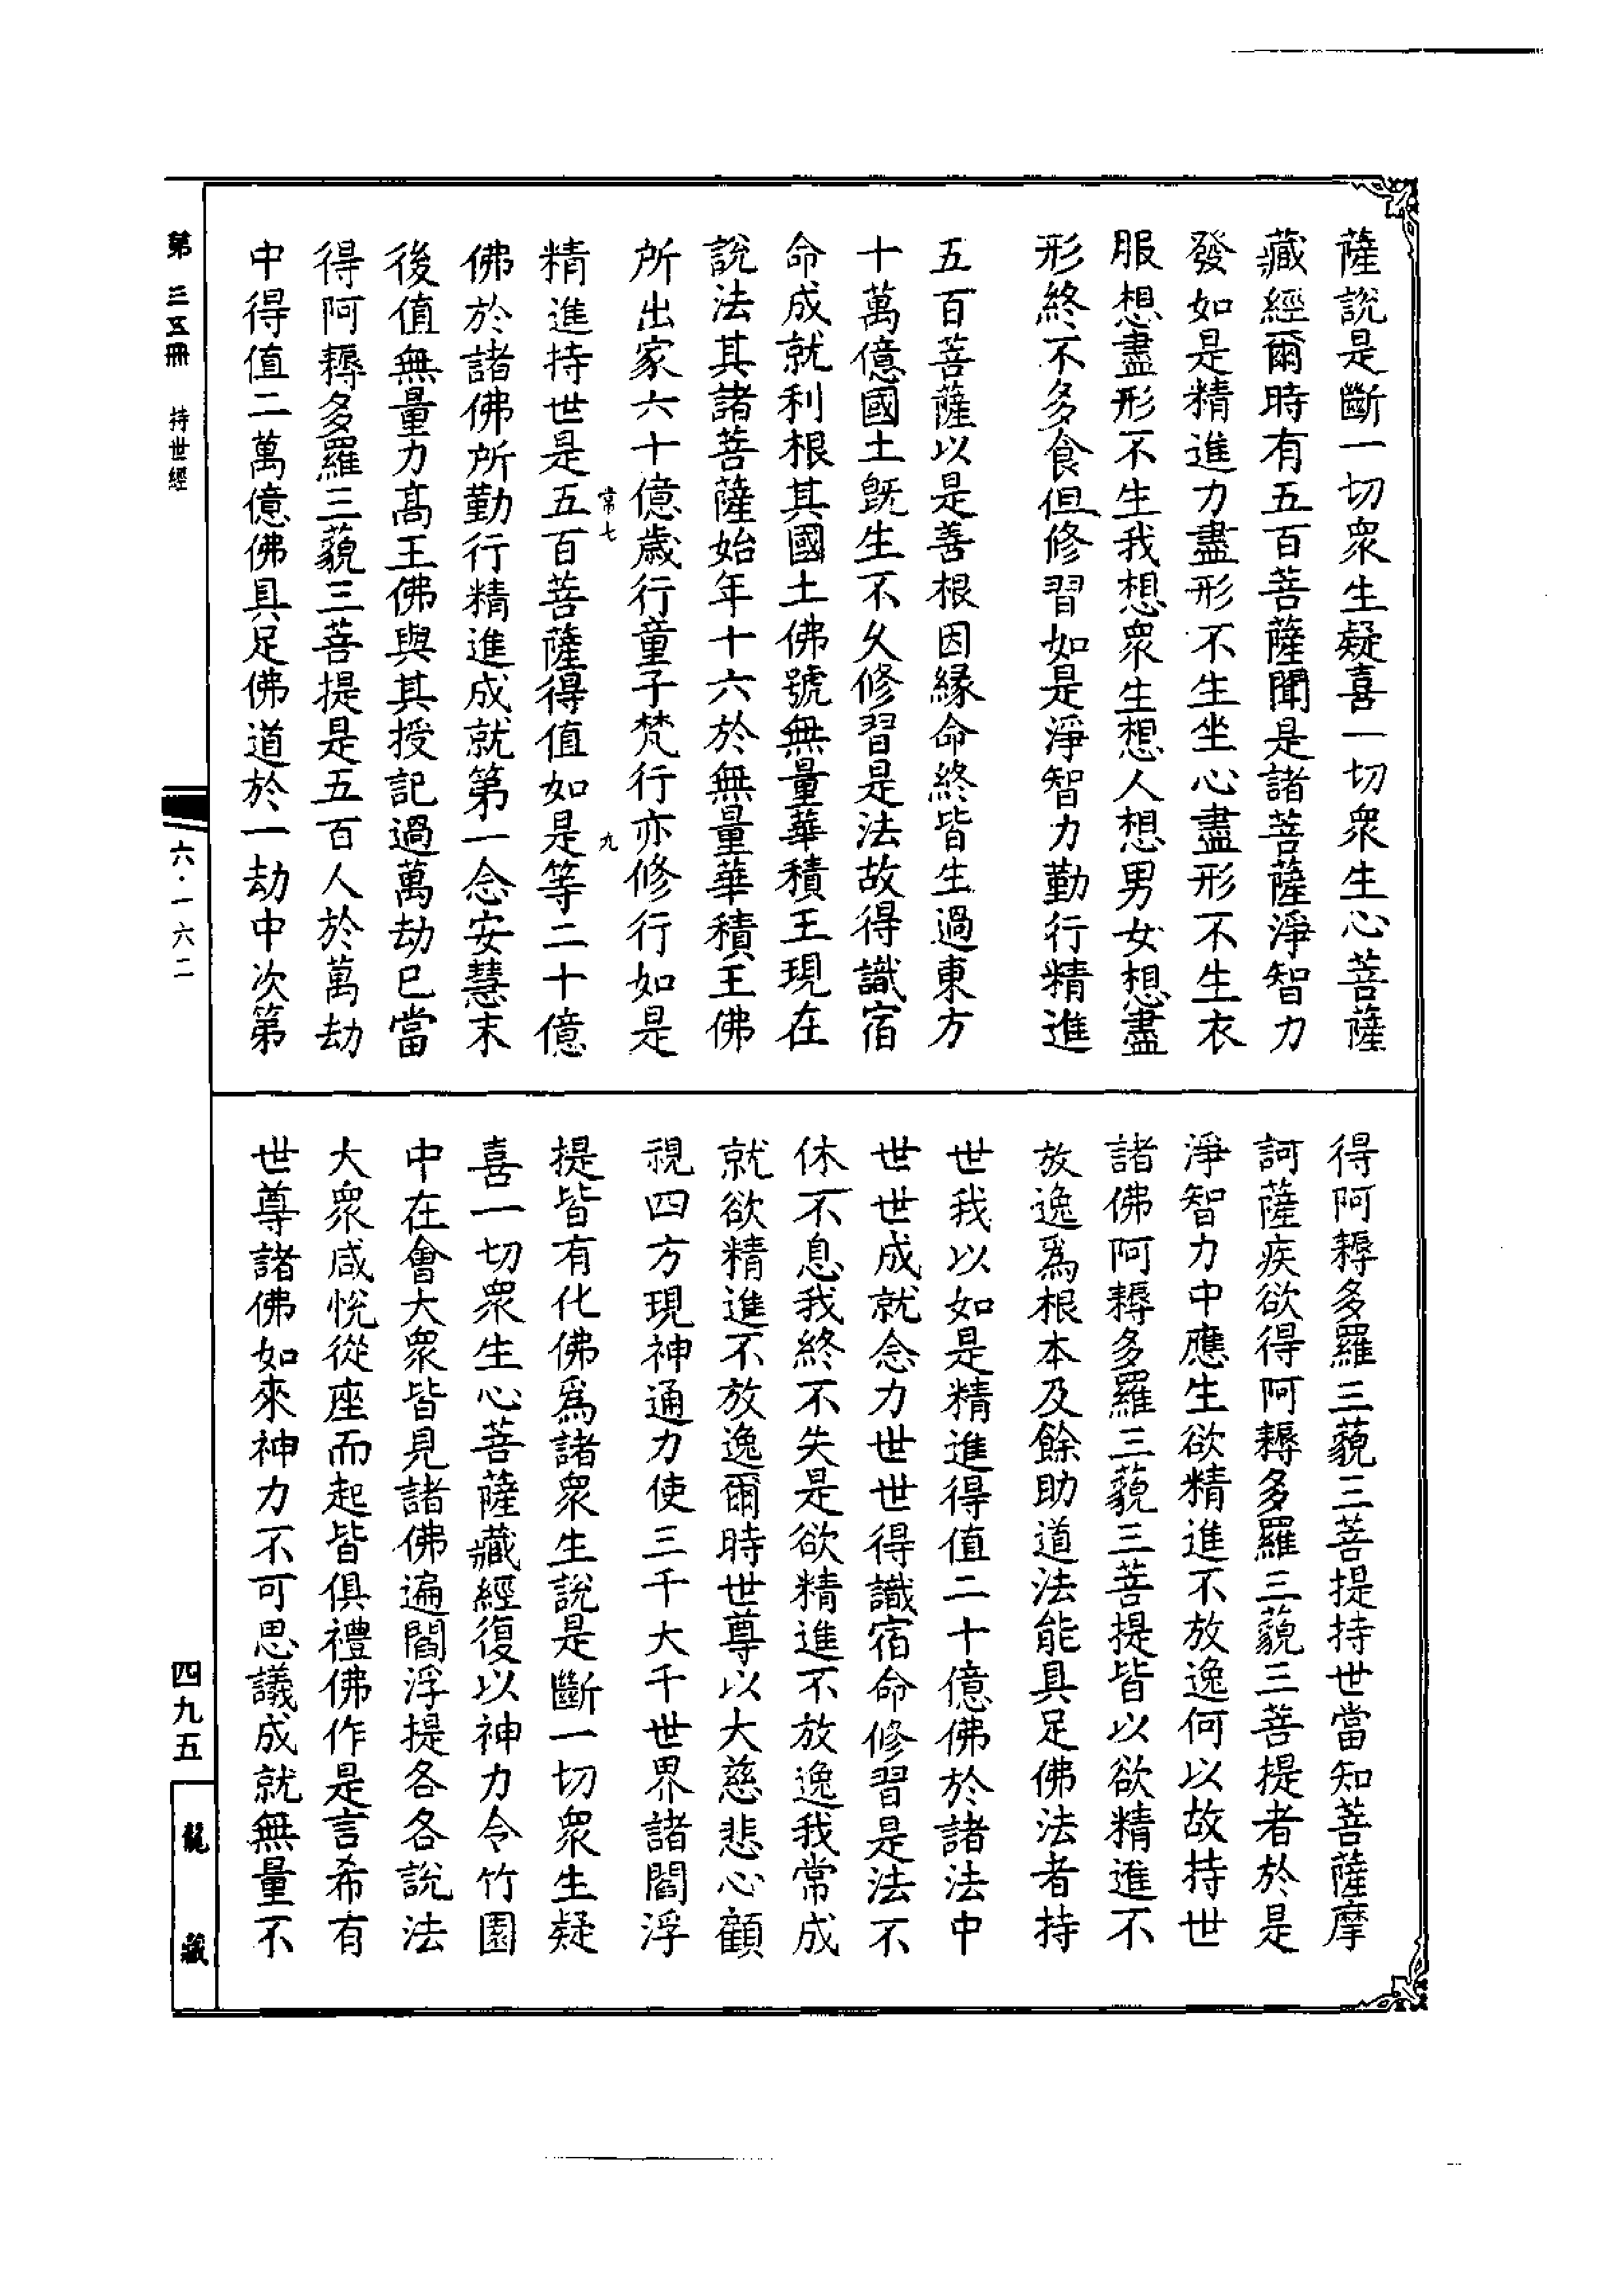 薩說是斷一切衆生疑喜一切衆生心菩薩
藏經爾時有五百菩薩聞是諸菩薩淨智力
發如是精進力盡形不生坐心盡形不生衣
服想盡形不生我想衆生想人想男女想盡
形終不多食但修習如是淨智力勤行精進
五百菩薩以是善根因縁命終皆生過東方
十萬億國土旣生不久修習是法故得識宿
命成就利根其國土佛號無量華積王現在
說法其諸菩薩始年十六於無量華積王佛
所出家六十億歲行童子梵行亦修行如是
常七
九
精進持世是五百菩薩得值如是等二十億
佛於諸佛所勤行精進成就第一念安慧末
後值無量力髙王佛與其授記過萬劫已當
得阿耨多羅三藐三菩提是五百人於萬劫
中得值二萬億佛具足佛道於一劫中次第
得阿耨多羅三藐三菩提持世當知菩薩摩
訶薩疾欲得阿耨多羅三藐三菩提者於是
淨智力中應生欲精進不放逸何以故持世
諸佛阿耨多羅三藐三菩提皆以欲精進不
放逸爲根本及餘助道法能具足佛法者持
世我以如是精進得值二十億佛於諸法中
世世成就念力世世得識宿命修習是法不
休不息我終不失是欲精進不放逸我常成
就欲精進不放逸爾時世尊以大慈悲心顧
視四方現神通力使三千大千世界諸閻浮
提皆有化佛爲諸衆生說是斷一切衆生疑
喜一切衆生心菩薩藏經復以神力令竹園
中在會大衆皆見諸佛遍閻浮提各各說法
大衆咸悅從座而起皆俱禮佛作是言希有
世尊諸佛如來神力不可思議成就無量不
第三五冊 持世經
六·一六二
四九五
龍藏